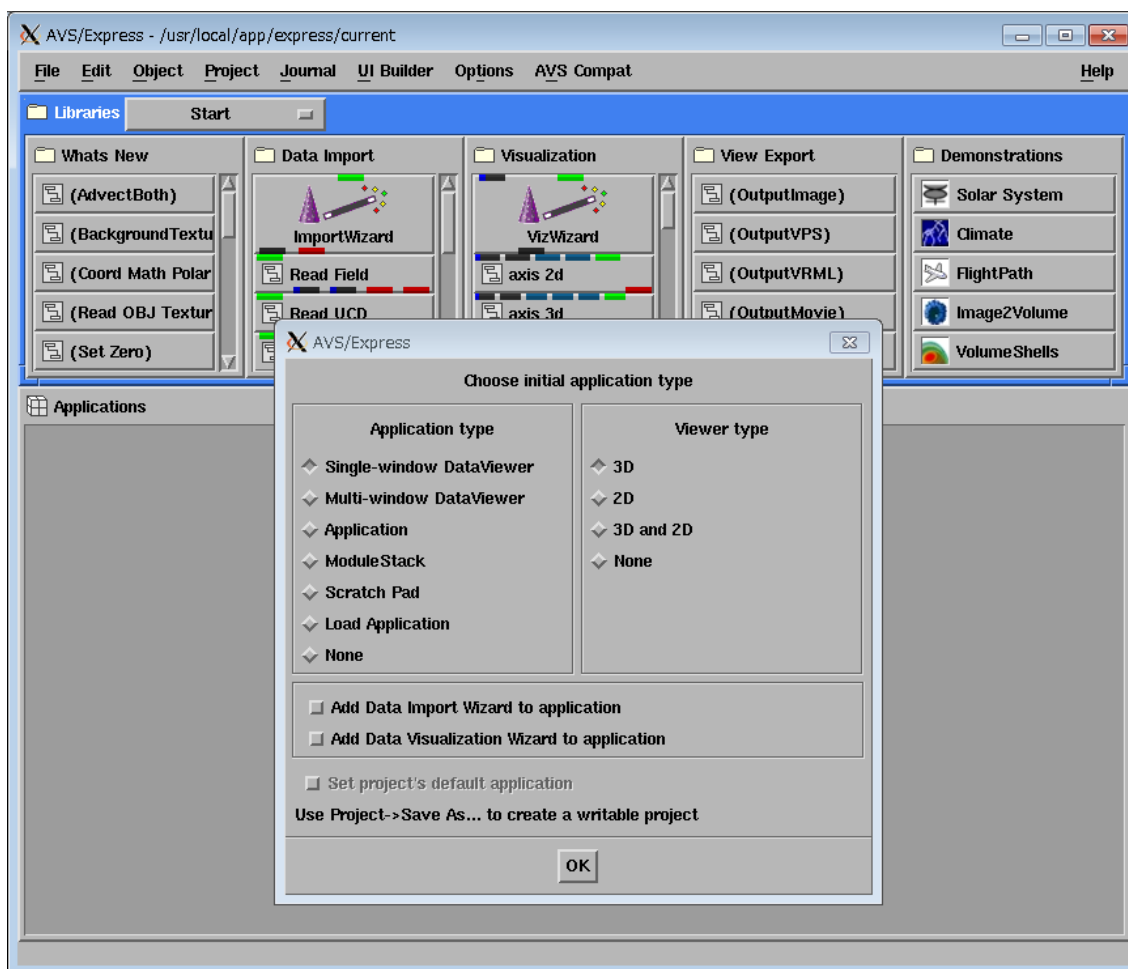 AVS/Express - /usr/local/app/express/current
File Edit Object Project Journal UI Builder Options AVS Compat Help
Libraries Start
Whats New
(AdvectBoth)
(BackgroundTextu
(Coord Math Polar
(Read OBJ Textur
(Set Zero)
Data Import
ImportWizard
Read Field
Read UCD
Visualization
VizWizard
axis 2d
axis 3d
View Export
(OutputImage)
(OutputVPS)
(OutputVRML)
(OutputMovie)
Demonstrations
Solar System
Climate
FlightPath
Image2Volume
VolumeShells
Applications
AVS/Express
Choose initial application type
Application type
Single-window DataViewer
Multi-window DataViewer
Application
ModuleStack
Scratch Pad
Load Application
None
Viewer type
3D
2D
3D and 2D
None
Add Data Import Wizard to application
Add Data Visualization Wizard to application
Set project's default application
Use Project->Save As... to create a writable project
OK